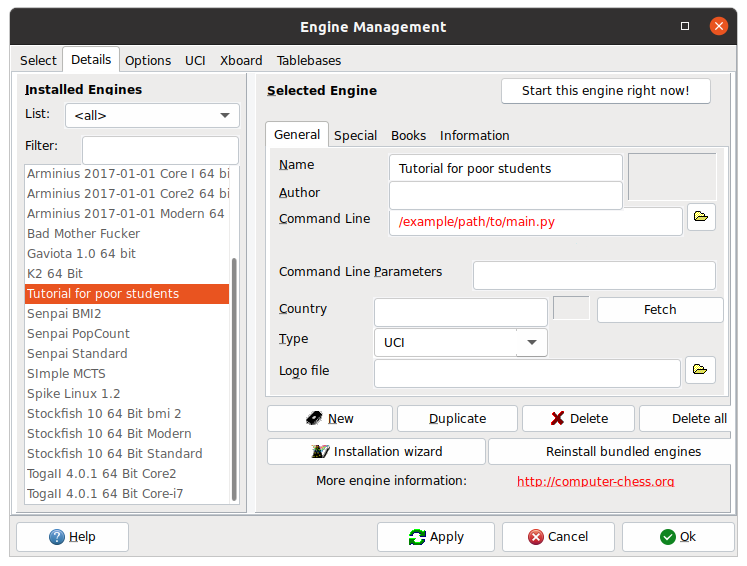 Engine Management
Select Details Options UCI Xboard Tablebases
Installed Engines
List: <all>
Filter:
Arminius 2017-01-01 Core I 64 bi
Arminius 2017-01-01 Core2 64 bi
Arminius 2017-01-01 Modern 64
Bad Mother Fucker
Gaviota 1.0 64 bit
K2 64 Bit
Tutorial for poor students
Senpai BMI2
Senpai PopCount
Senpai Standard
SImple MCTS
Spike Linux 1.2
Stockfish 10 64 Bit bmi 2
Stockfish 10 64 Bit Modern
Stockfish 10 64 Bit Standard
TogaII 4.0.1 64 Bit Core2
TogaII 4.0.1 64 Bit Core-i7
Selected Engine
Start this engine right now!
General Special Books Information
Name Tutorial for poor students
Author
Command Line /example/path/to/main.py
Command Line Parameters
Country Fetch
Type UCI
Logo file
New Duplicate Delete Delete all
Installation wizard Reinstall bundled engines
More engine information: http://computer-chess.org
Help Apply Cancel Ok